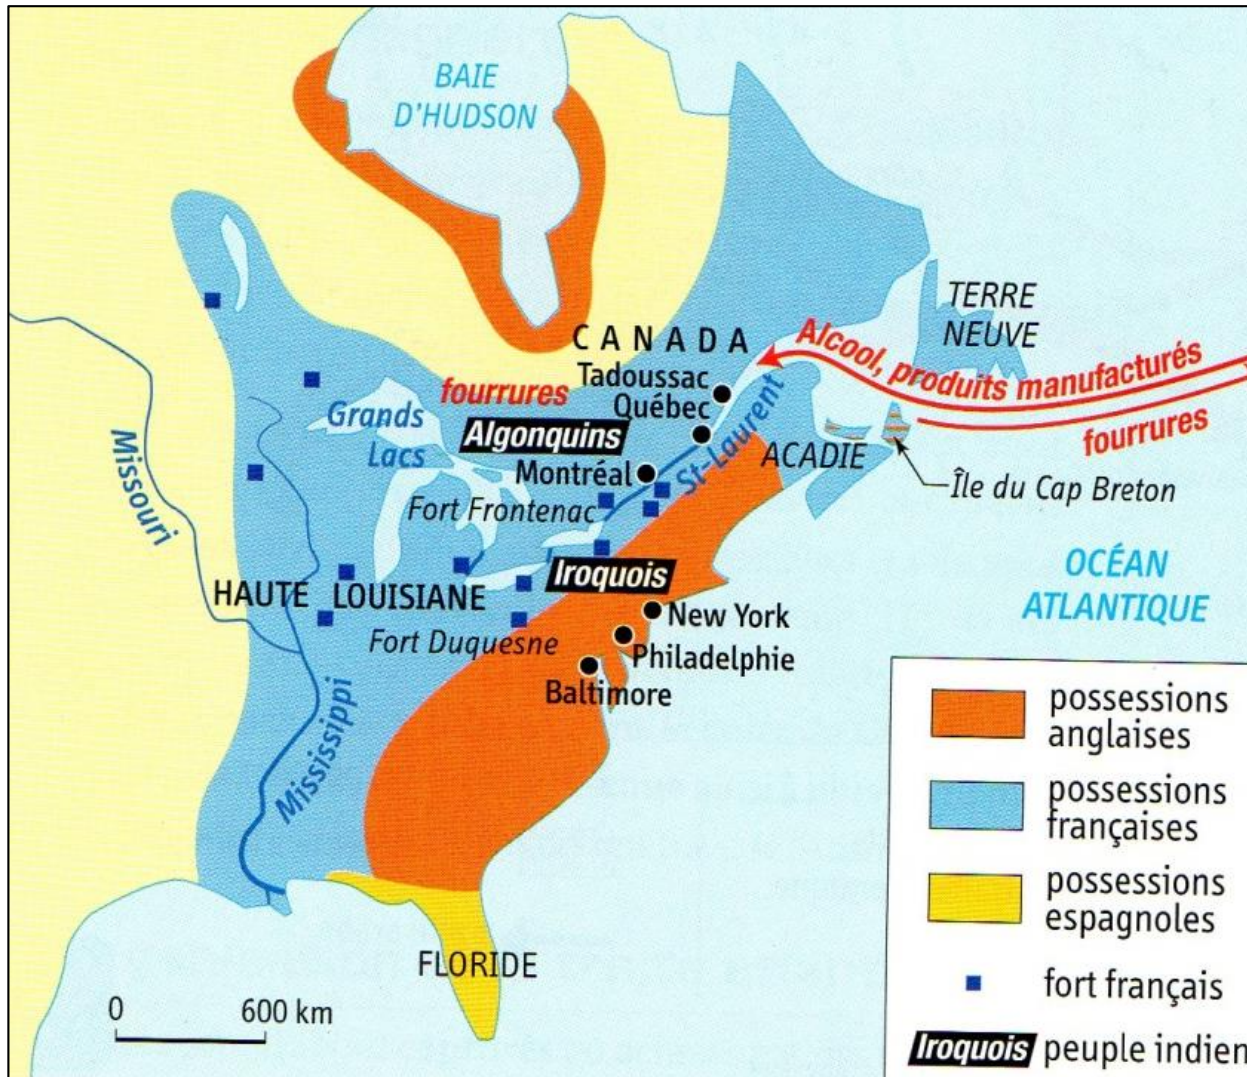 BAIE
D'HUDSON
TERRE
NEUVE
CANADA
Tadoussac
Québec
Alcool, produits manufacturés
fourrures
fourrures
Algonquins
Grands
Lacs
Montréal
St-Laurent
ACADIE
Île du Cap Breton
Missouri
Fort Frontenac
Iroquois
OCÉAN
ATLANTIQUE
HAUTE LOUISIANE
New York
Fort Duquesne
Philadelphie
Baltimore
Mississippi
FLORIDE
0 600 km
possessions
anglaises
possessions
françaises
possessions
espagnoles
fort français
Iroquois peuple indien